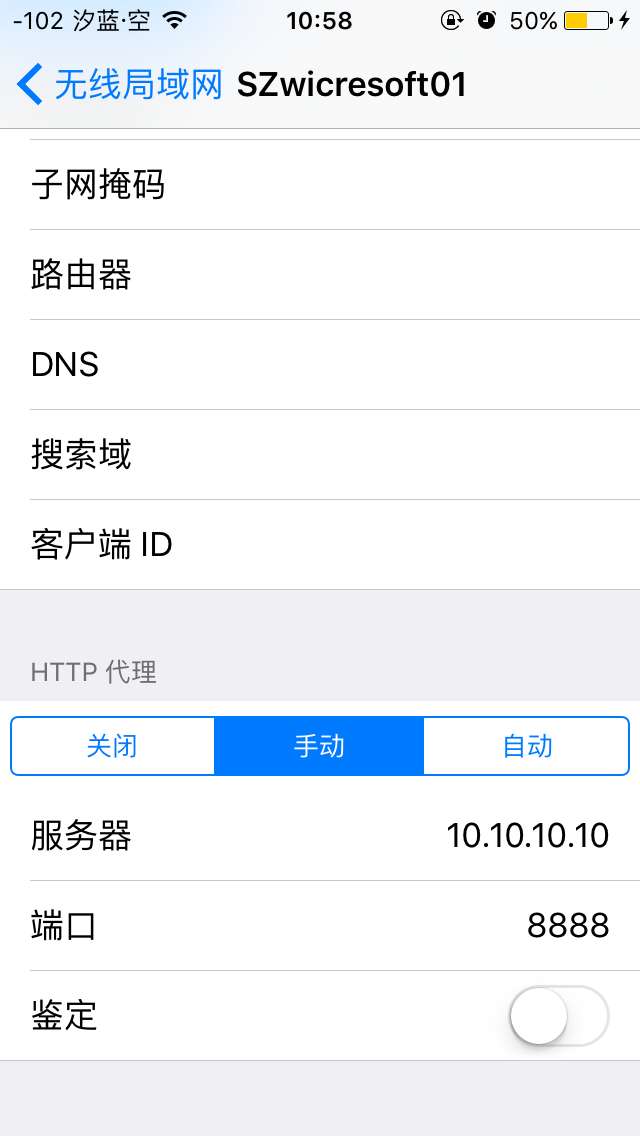 -102 汐蓝·空 10:58 50%
无线局域网 SZwicresoft01
子网掩码
路由器
DNS
搜索域
客户端 ID
HTTP 代理
关闭 手动 自动
服务器 10.10.10.10
端口 8888
鉴定